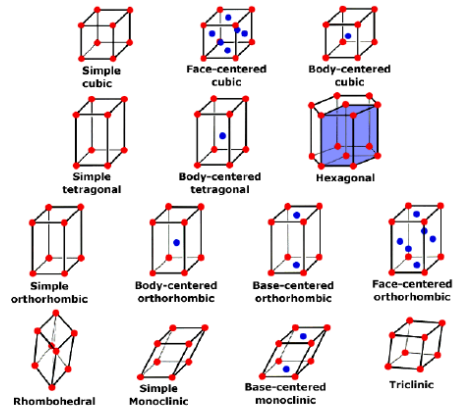 Simple
cubic
Face-centered
cubic
Body-centered
cubic
Simple
tetragonal
Body-centered
tetragonal
Hexagonal
Simple
orthorhombic
Body-centered
orthorhombic
Base-centered
orthorhombic
Face-centered
orthorhombic
Rhombohedral
Simple
Monoclinic
Base-centered
monoclinic
Triclinic